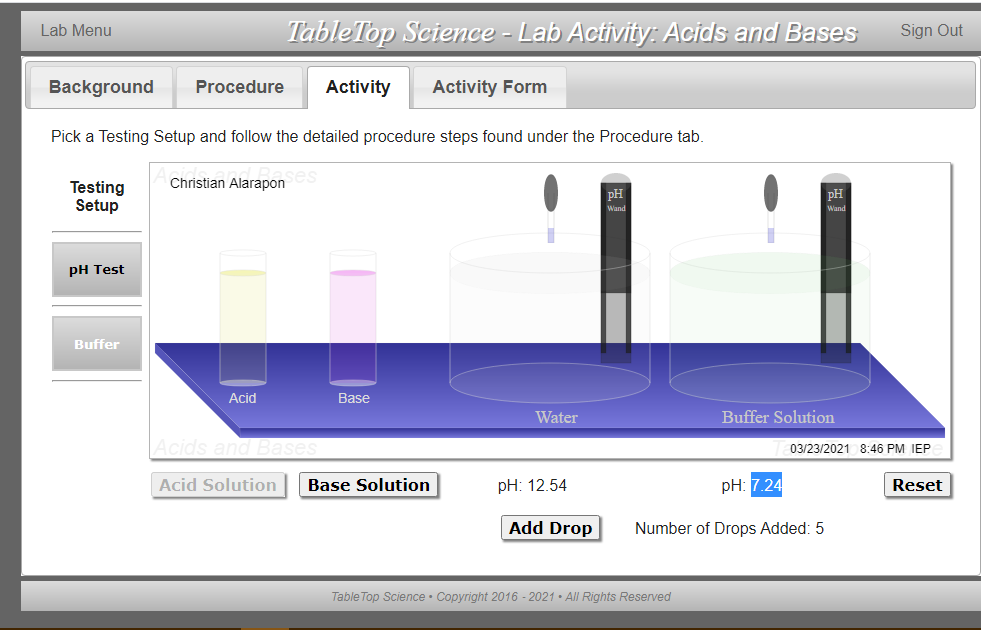 Lab Menu
TableTop Science - Lab Activity: Acids and Bases
Sign Out
Background
Procedure
Activity
Activity Form
Pick a Testing Setup and follow the detailed procedure steps found under the Procedure tab.
Testing
Setup
pH Test
Buffer
Acids and Bases
Christian Alarapon
pH
Wand
pH
Wand
Acid
Base
Water
Buffer Solution
Acids and Bases
03/23/2021 8:46 PM IEP
Acid Solution
Base Solution
pH: 12.54
pH: 7.24
Reset
Add Drop
Number of Drops Added: 5
TableTop Science • Copyright 2016 - 2021 • All Rights Reserved